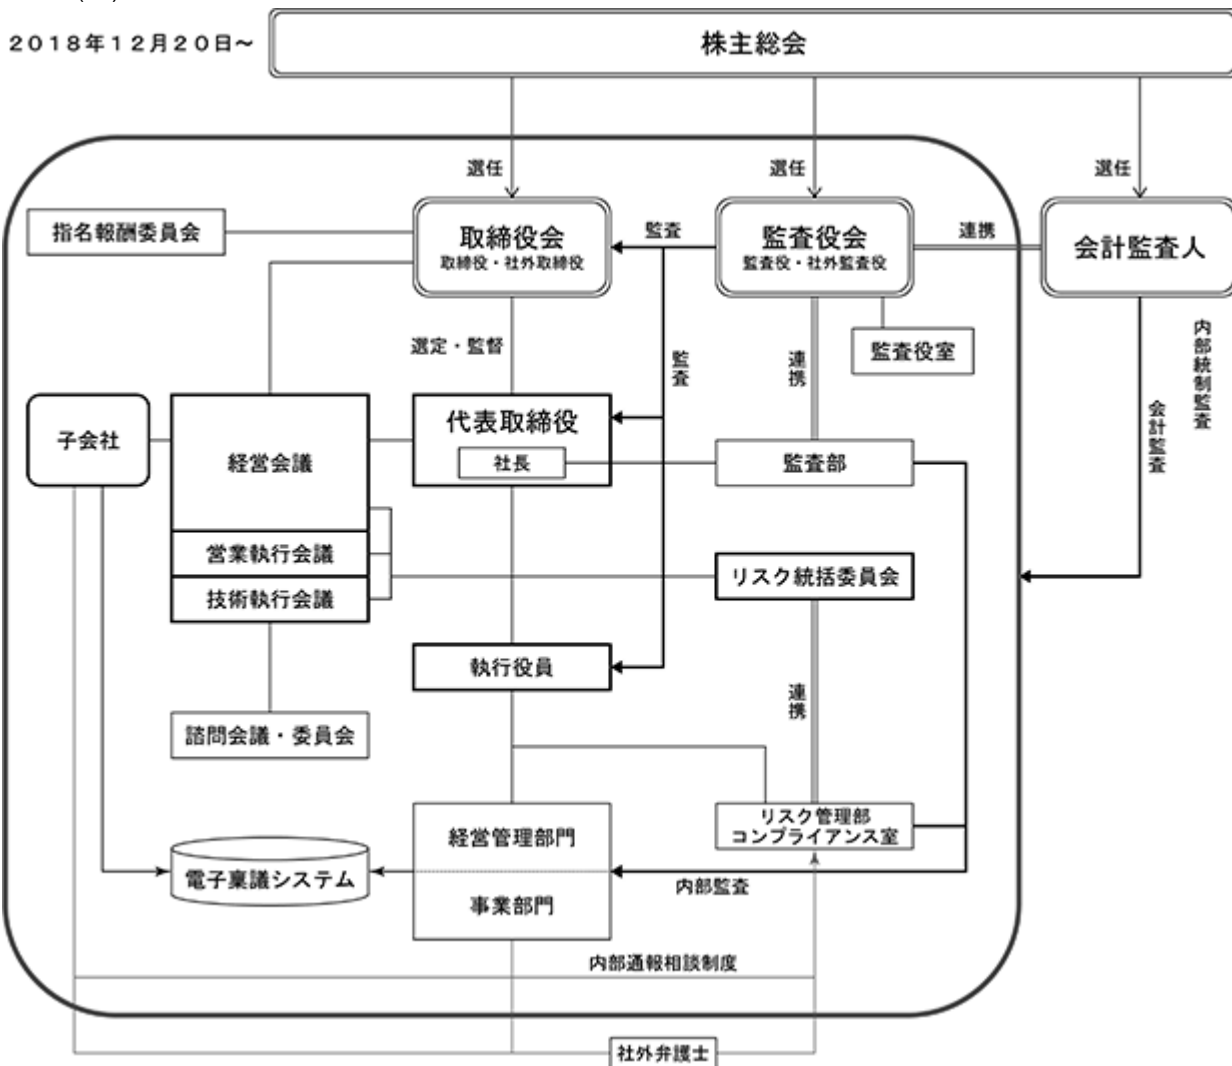 2018年12月20日～
株主総会
選任
選任
選任
指名報酬委員会
取締役会
取締役・社外取締役
監査
監査役会
監査役・社外監査役
連携
会計監査人
選定・監督
監査
連携
監査役室
内部統制監査
会計監査
子会社
経営会議
代表取締役
社長
監査部
営業執行会議
技術執行会議
リスク統括委員会
執行役員
連携
諮問会議・委員会
経営管理部門
リスク管理部
コンプライアンス室
電子稟議システム
内部監査
事業部門
内部通報相談制度
社外弁護士